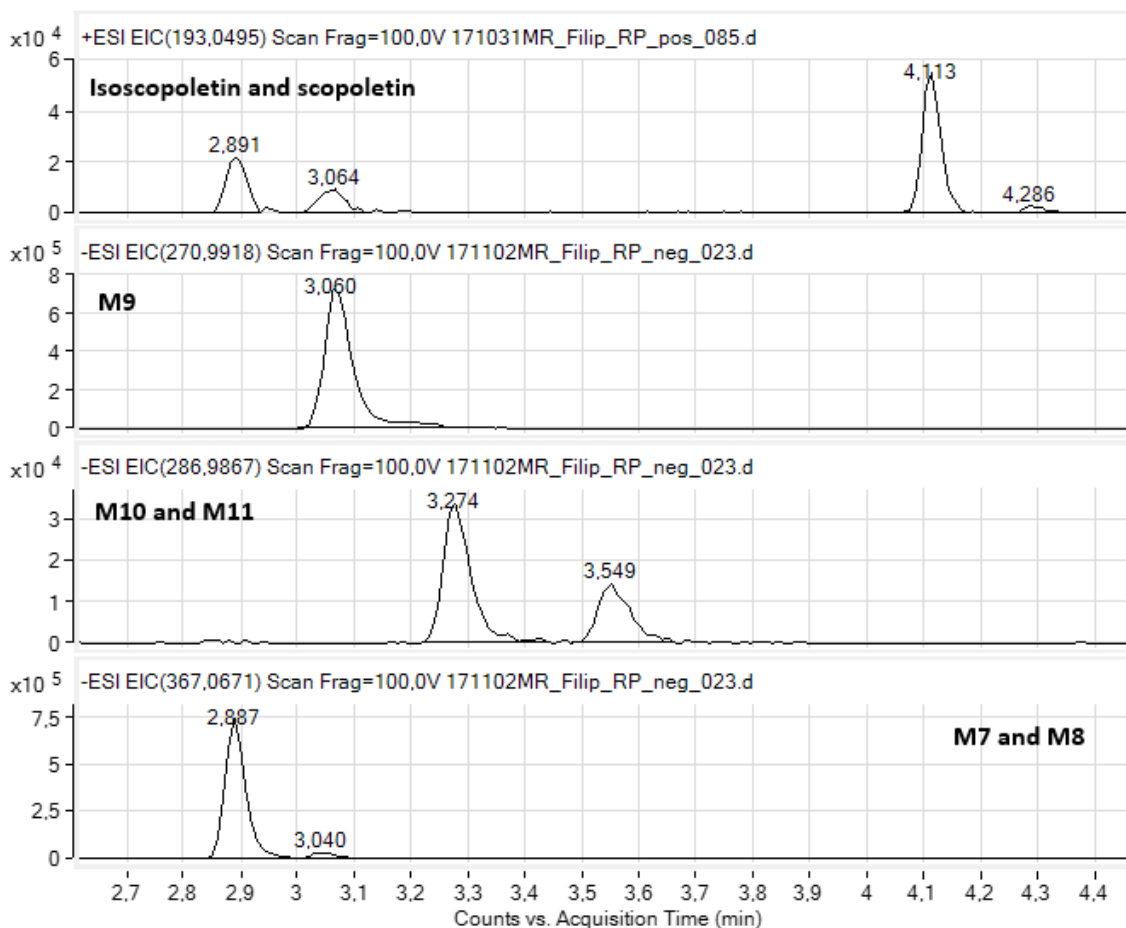 x10 4 +ESI EIC(193,0495) Scan Frag=100,0V 171031MR_Filip_RP_pos_085.d
6
Isoscopoletin and scopoletin
4,113
4
2,891
2
3,064
4,286
0
x10 5 -ESI EIC(270,9918) Scan Frag=100,0V 171102MR_Filip_RP_neg_023.d
8
3,060
M9
6
4
2
0
x10 4 -ESI EIC(286,9867) Scan Frag=100,0V 171102MR_Filip_RP_neg_023.d
M10 and M11
3,274
3
2
3,549
1
0
x10 5 -ESI EIC(367,0671) Scan Frag=100,0V 171102MR_Filip_RP_neg_023.d
7,5
2,887
M7 and M8
5
2,5
3,040
0
2,7 2,8 2,9 3 3,1 3,2 3,3 3,4 3,5 3,6 3,7 3,8 3,9 4 4,1 4,2 4,3 4,4
Counts vs. Acquisition Time (min)